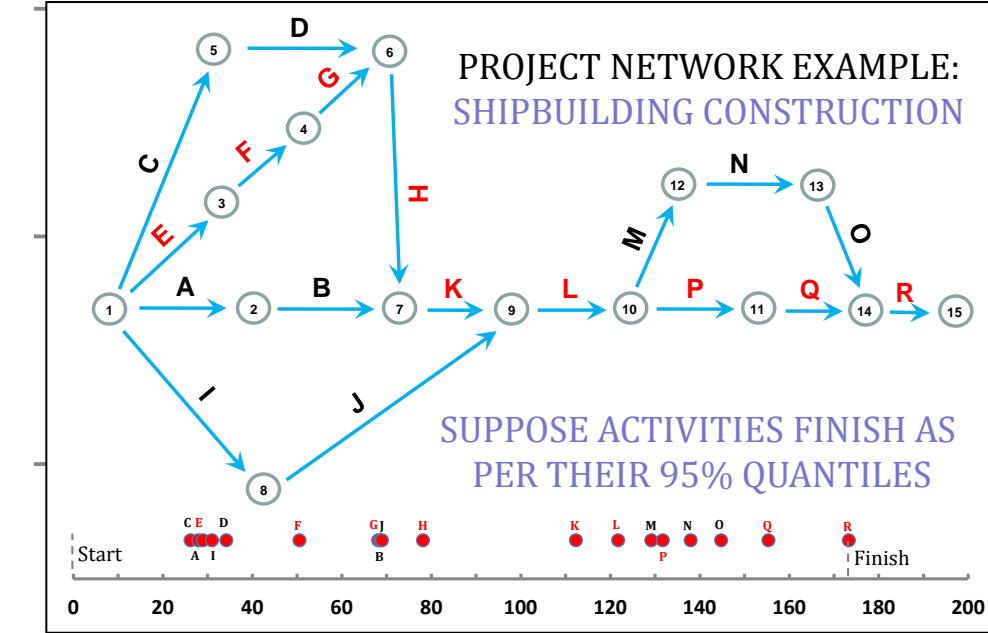 D
5
6
PROJECT NETWORK EXAMPLE:
SHIPBUILDING CONSTRUCTION
G
4
C
F
N
12
13
H
3
E
M
O
A
B
K
L
P
Q
R
1
2
7
9
10
11
14
15
I
J
8
SUPPOSE ACTIVITIES FINISH AS
PER THEIR 95% QUANTILES
C E D F G J H K L M N O Q R
Start A I B P Finish
0 20 40 60 80 100 120 140 160 180 200